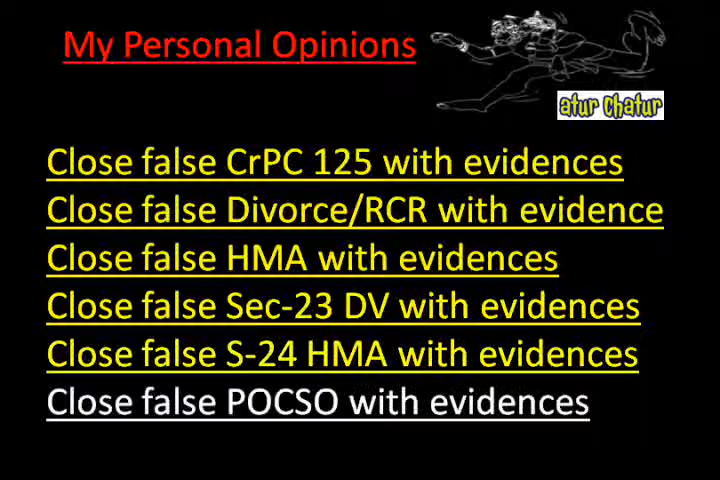 My Personal Opinions
atur Chatur
Close false CrPC 125 with evidences
Close false Divorce/RCR with evidence
Close false HMA with evidences
Close false Sec-23 DV with evidences
Close false S-24 HMA with evidences
Close false POCSO with evidences